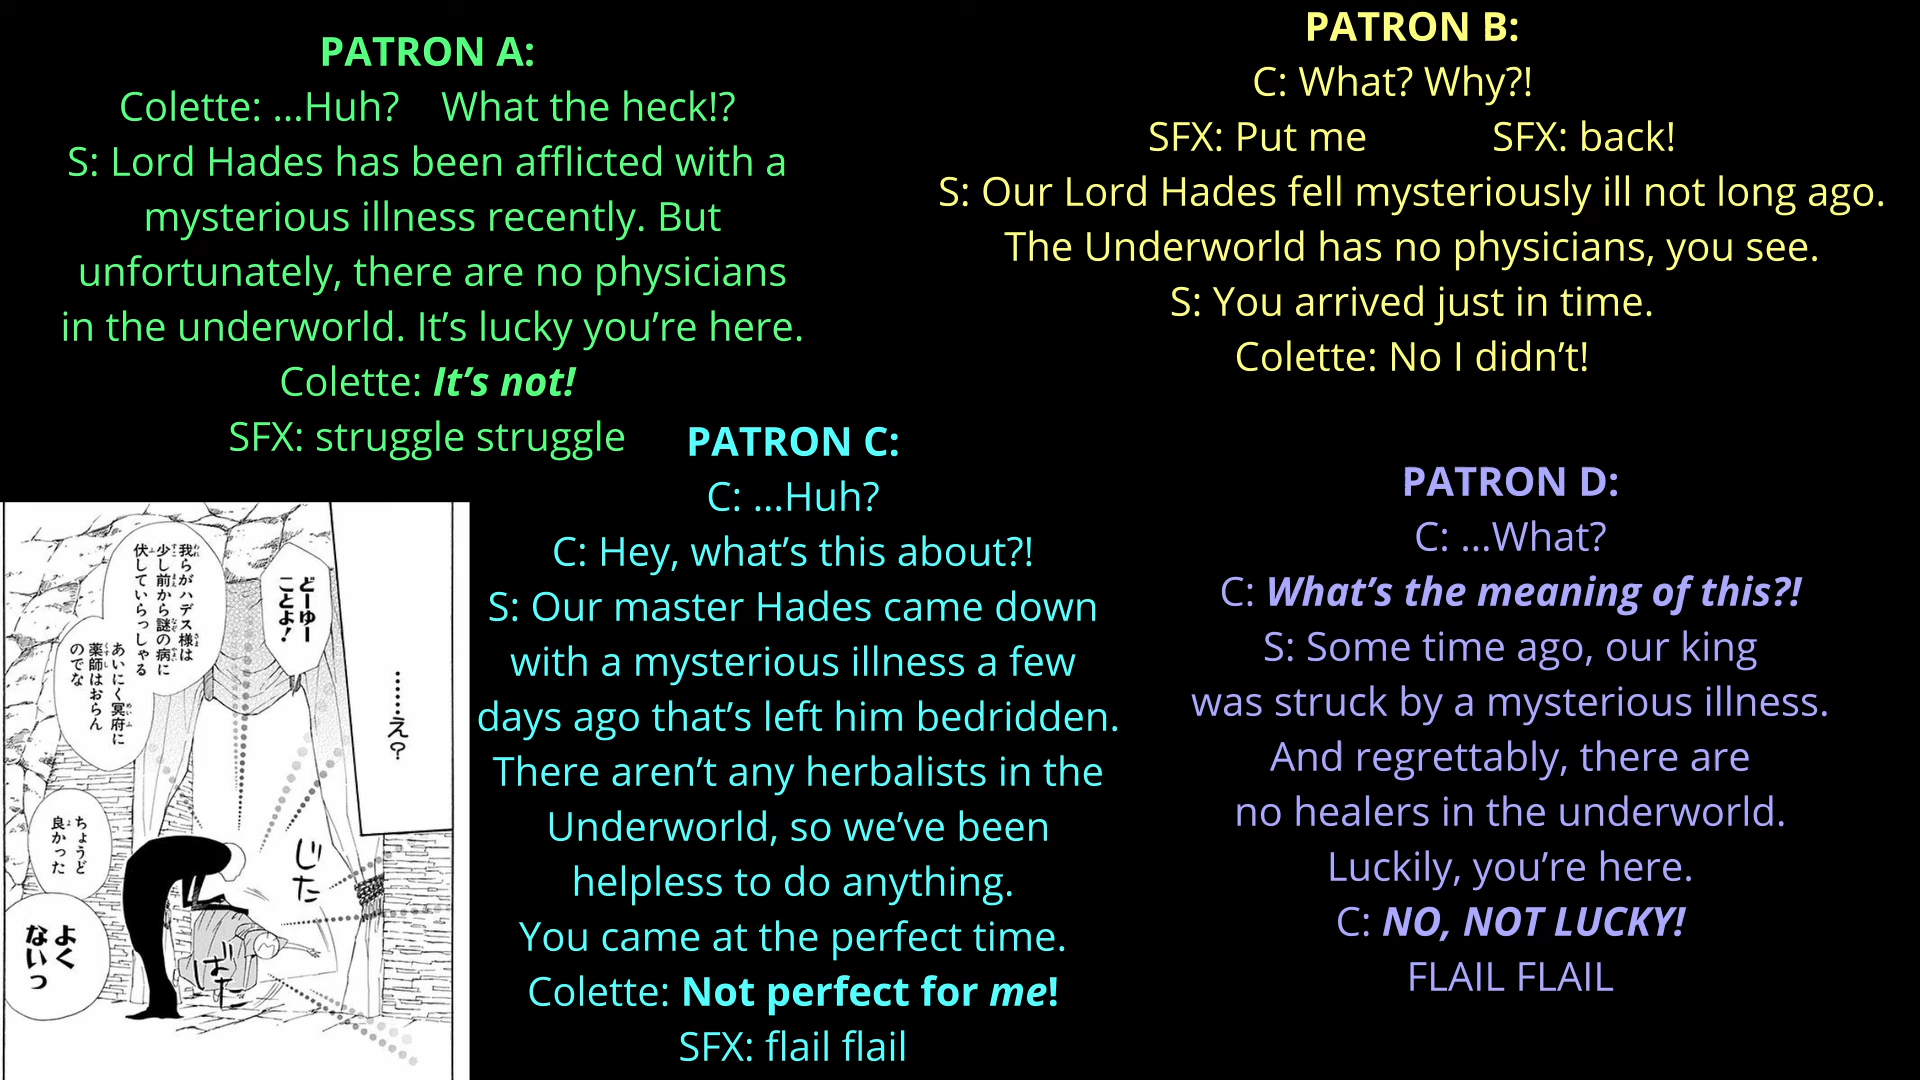 PATRON A:
Colette: ...Huh? What the heck!?
S: Lord Hades has been afflicted with a
mysterious illness recently. But
unfortunately, there are no physicians
in the underworld. It's lucky you're here.
Colette: It's not!
SFX: struggle struggle
PATRON B:
C: What? Why?!
SFX: Put me SFX: back!
S: Our Lord Hades fell mysteriously ill not long ago.
The Underworld has no physicians, you see.
S: You arrived just in time.
Colette: No I didn't!
PATRON C:
C: ...Huh?
C: Hey, what's this about?!
S: Our master Hades came down
with a mysterious illness a few
days ago that's left him bedridden.
There aren't any herbalists in the
Underworld, so we've been
helpless to do anything.
You came at the perfect time.
Colette: Not perfect for me!
SFX: flail flail
PATRON D:
C: ...What?
C: What's the meaning of this?!
S: Some time ago, our king
was struck by a mysterious illness.
And regrettably, there are
no healers in the underworld.
Luckily, you're here.
C: NO, NOT LUCKY!
FLAIL FLAIL
……え?
どーゆー
ことよ!
我らがハデス様は
少し前から謎の病に
伏していらっしゃる
あいにく冥府に
薬師はおらん
のでな
ちょうど
良かった
よく
ないっ
じた
ばた